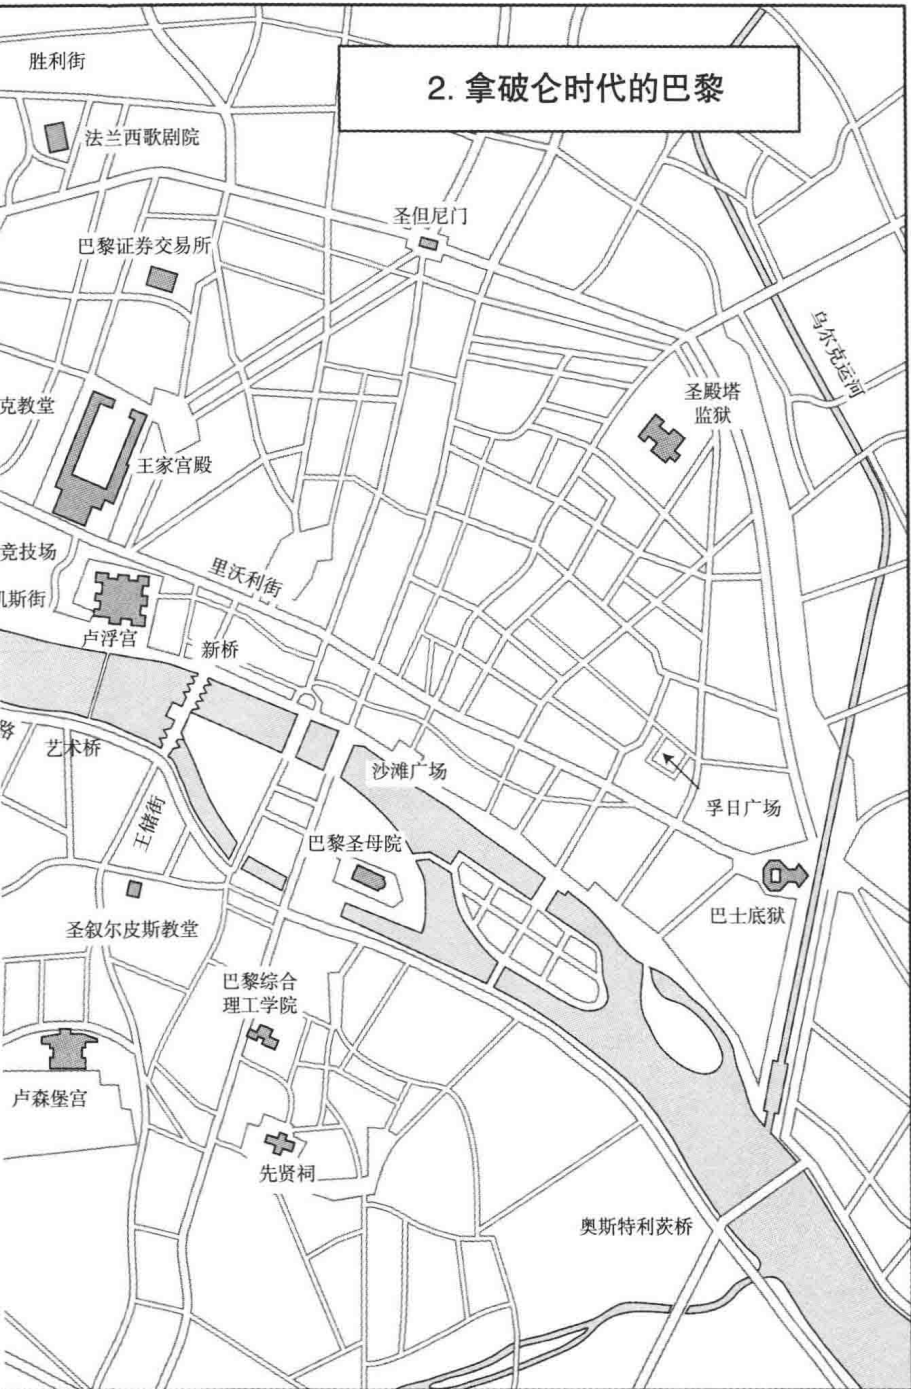 胜利街
2. 拿破仑时代的巴黎
法兰西歌剧院
圣但尼门
巴黎证券交易所
乌尔克运河
圣殿塔
监狱
克教堂
王家宫殿
竞技场
里沃利街
凯斯街
卢浮宫
新桥
艺术桥
沙滩广场
孚日广场
王储街
巴黎圣母院
巴士底狱
圣叙尔皮斯教堂
巴黎综合
理工学院
卢森堡宫
先贤祠
奥斯特利茨桥